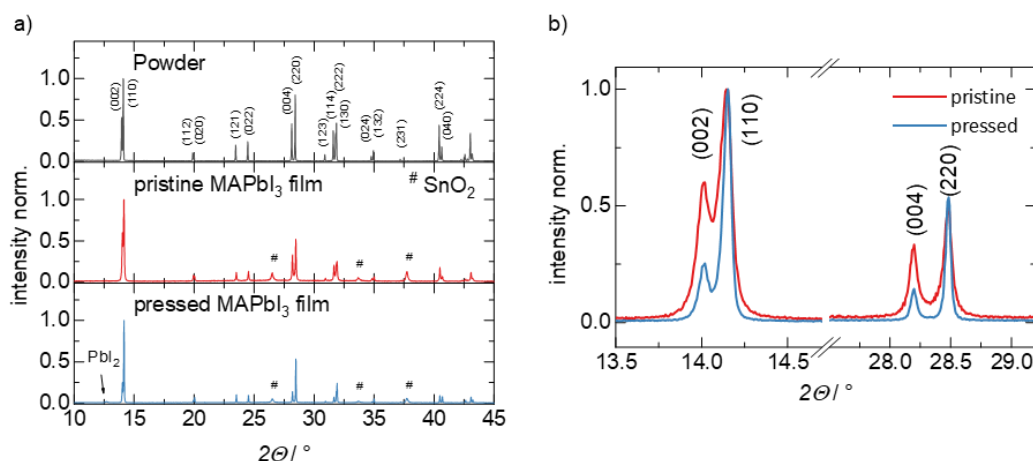 a)
Powder
(002)
(110)
(112)
(020)
(121)
(022)
(004)
(220)
(123)
(114)
(222)
(130)
(024)
(132)
(231)
(224)
(040)
1.0
0.5
0.0
pristine MAPbI₃ film
# SnO₂
1.0
0.5
0.0
#
#
#
pressed MAPbI₃ film
1.0
0.5
0.0
PbI₂
#
#
#
10 15 20 25 30 35 40 45
2Θ / °
intensity norm.
b)
1.0
0.5
0.0
(002)
(110)
(004)
(220)
pristine
pressed
13.5 14.0 14.5 28.0 28.5 29.0
2Θ / °
intensity norm.